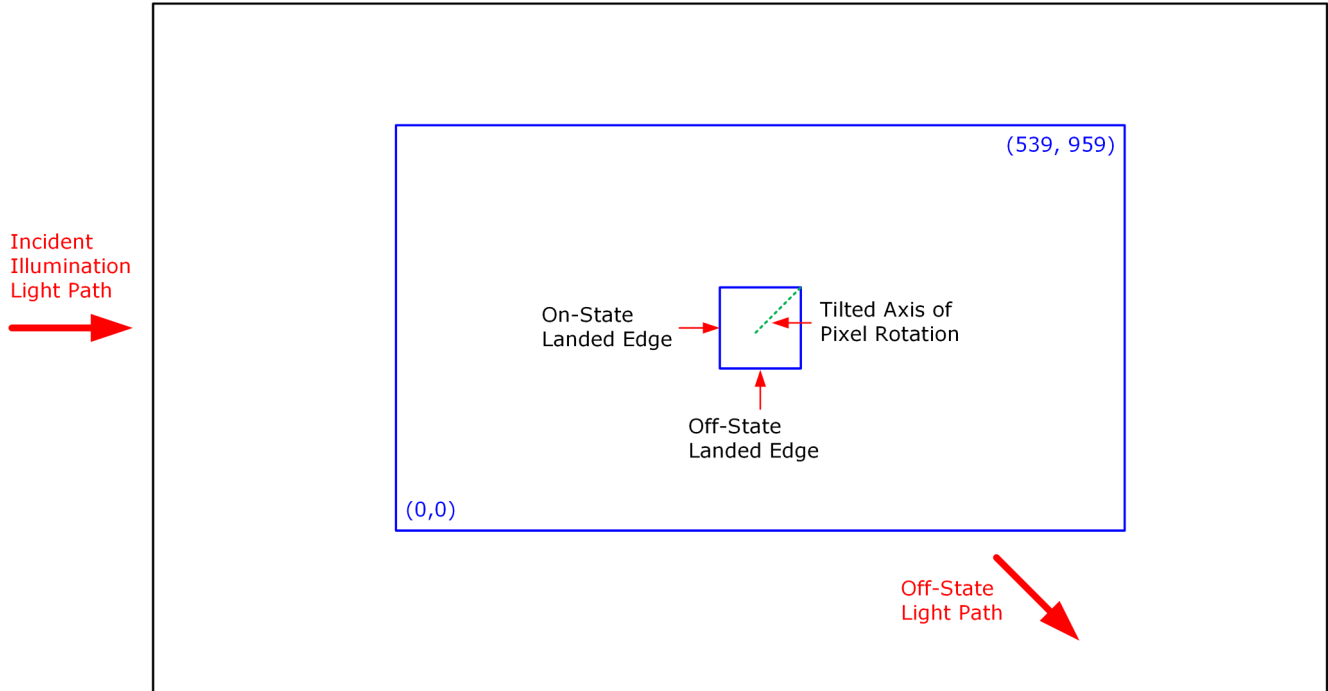 (539, 959)
Incident
Illumination
Light Path
On-State
Landed Edge
Tilted Axis of
Pixel Rotation
Off-State
Landed Edge
(0,0)
Off-State
Light Path